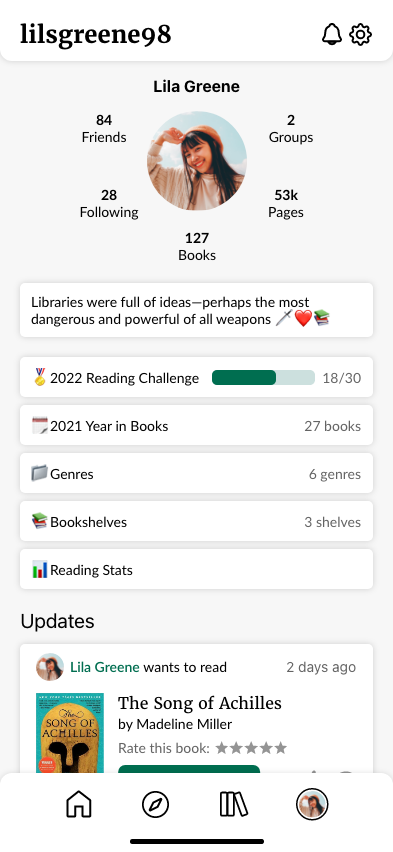 lilsgreene98
Lila Greene
84
Friends
2
Groups
28
Following
53k
Pages
127
Books
Libraries were full of ideas—perhaps the most
dangerous and powerful of all weapons 🗡️❤️📚
🏅2022 Reading Challenge 18/30
🗓️2021 Year in Books 27 books
📁Genres 6 genres
📚Bookshelves 3 shelves
📊Reading Stats
Updates
Lila Greene wants to read 2 days ago
The
SONG OF
ACHILLES
The Song of Achilles
by Madeline Miller
Rate this book: ★★★★★